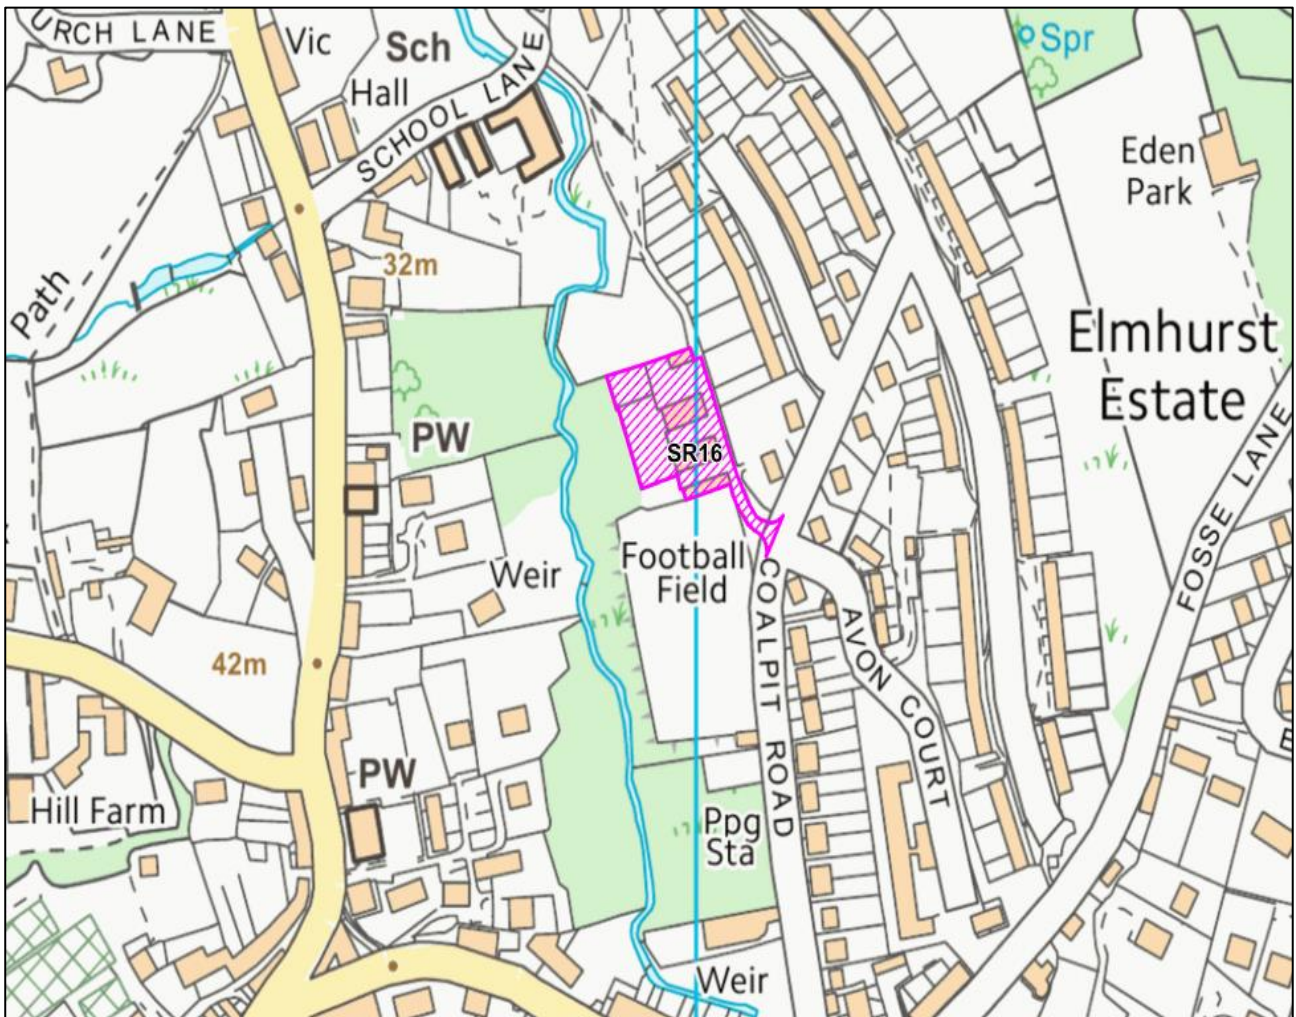 URCH LANE
Vic
Sch
Spr
Hall
SCHOOL LANE
Eden
Park
32m
Path
Elmhurst
Estate
PW
SR16
FOSSE LANE
Weir
Football
Field
COALPIT ROAD
AVON COURT
42m
PW
Hill Farm
Ppg
Sta
Weir